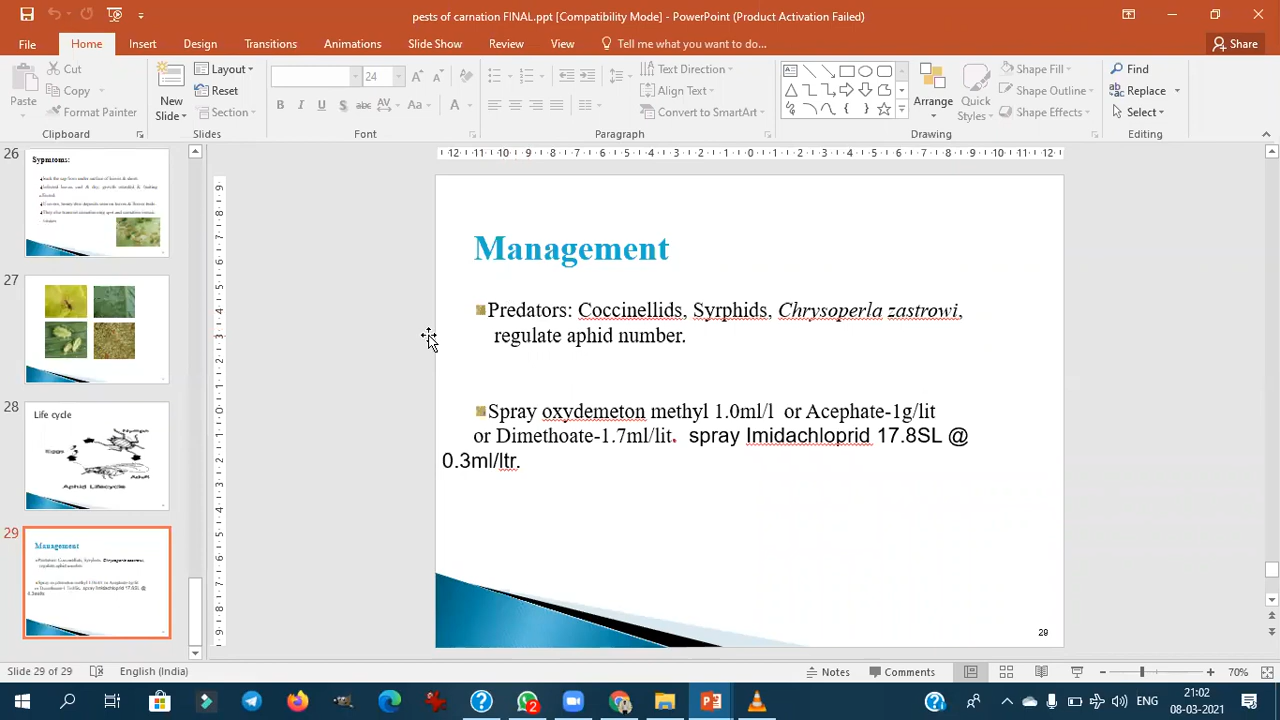 pests of carnation FINAL.ppt [Compatibility Mode] - PowerPoint (Product Activation Failed)
File Home Insert Design Transitions Animations Slide Show Review View Tell me what you want to do... Share
Paste Cut Copy Format Painter Clipboard
New Slide Layout Reset Section Slides
24 Font
Text Direction Align Text Convert to SmartArt Paragraph
Arrange Quick Styles Shape Fill Shape Outline Shape Effects Drawing
Find Replace Select Editing
26
27
28
Life cycle
Eggs
Nymph
Adult
Aphid Lifecycle
29
Management
Predators: Coccinellids, Syrphids, Chrysoperla zastrowi,
regulate aphid number.
Spray oxydemeton methyl 1.0ml/l or Acephate-1g/lit
or Dimethoate-1.7ml/lit. spray Imidachloprid 17.8SL @
0.3ml/ltr.
29
Slide 29 of 29 English (India) Notes Comments 70%
2 ENG 21:02
08-03-2021